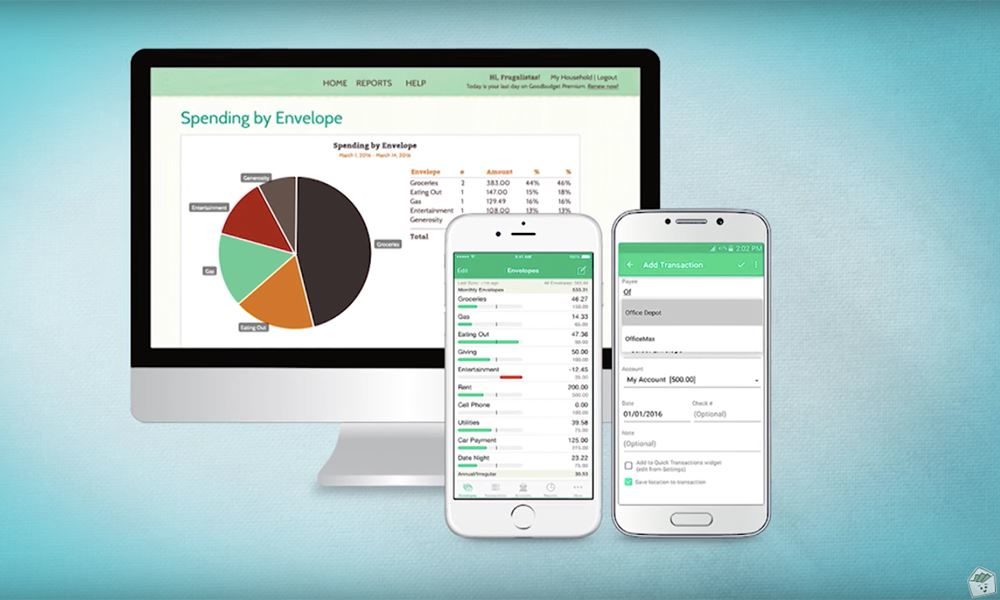 HOME REPORTS HELP
Hi, Frugalistas! My Household | Logout
Today is your last day on Goodbudget Premium. Renew now!
Spending by Envelope
Spending by Envelope
March 1, 2016 - March 14, 2016
Envelope # Amount % %
Groceries 2 383.00 44% 46%
Eating Out 1 147.00 15% 18%
Gas 1 129.49 16% 16%
Entertainment 1 108.00 13% 13%
Generosity
Total
Generosity
Entertainment
Groceries
Gas
Eating Out
Edit Envelopes
Monthly Envelopes
Groceries 46.27
Gas 14.33
Eating Out 47.36
Giving 50.00
Entertainment -12.45
Rent 200.00
Cell Phone 0.00
Utilities 39.58
Car Payment 125.00
Date Night 23.22
Annual/Irregular
2:02 PM
Add Transaction
Payee
Of
Office Depot
OfficeMax
Account
My Account [500.00]
Date Check #
01/01/2016 (Optional)
Note
(Optional)
Add to Quick Transactions widget
(edit from Settings)
Save location to transaction